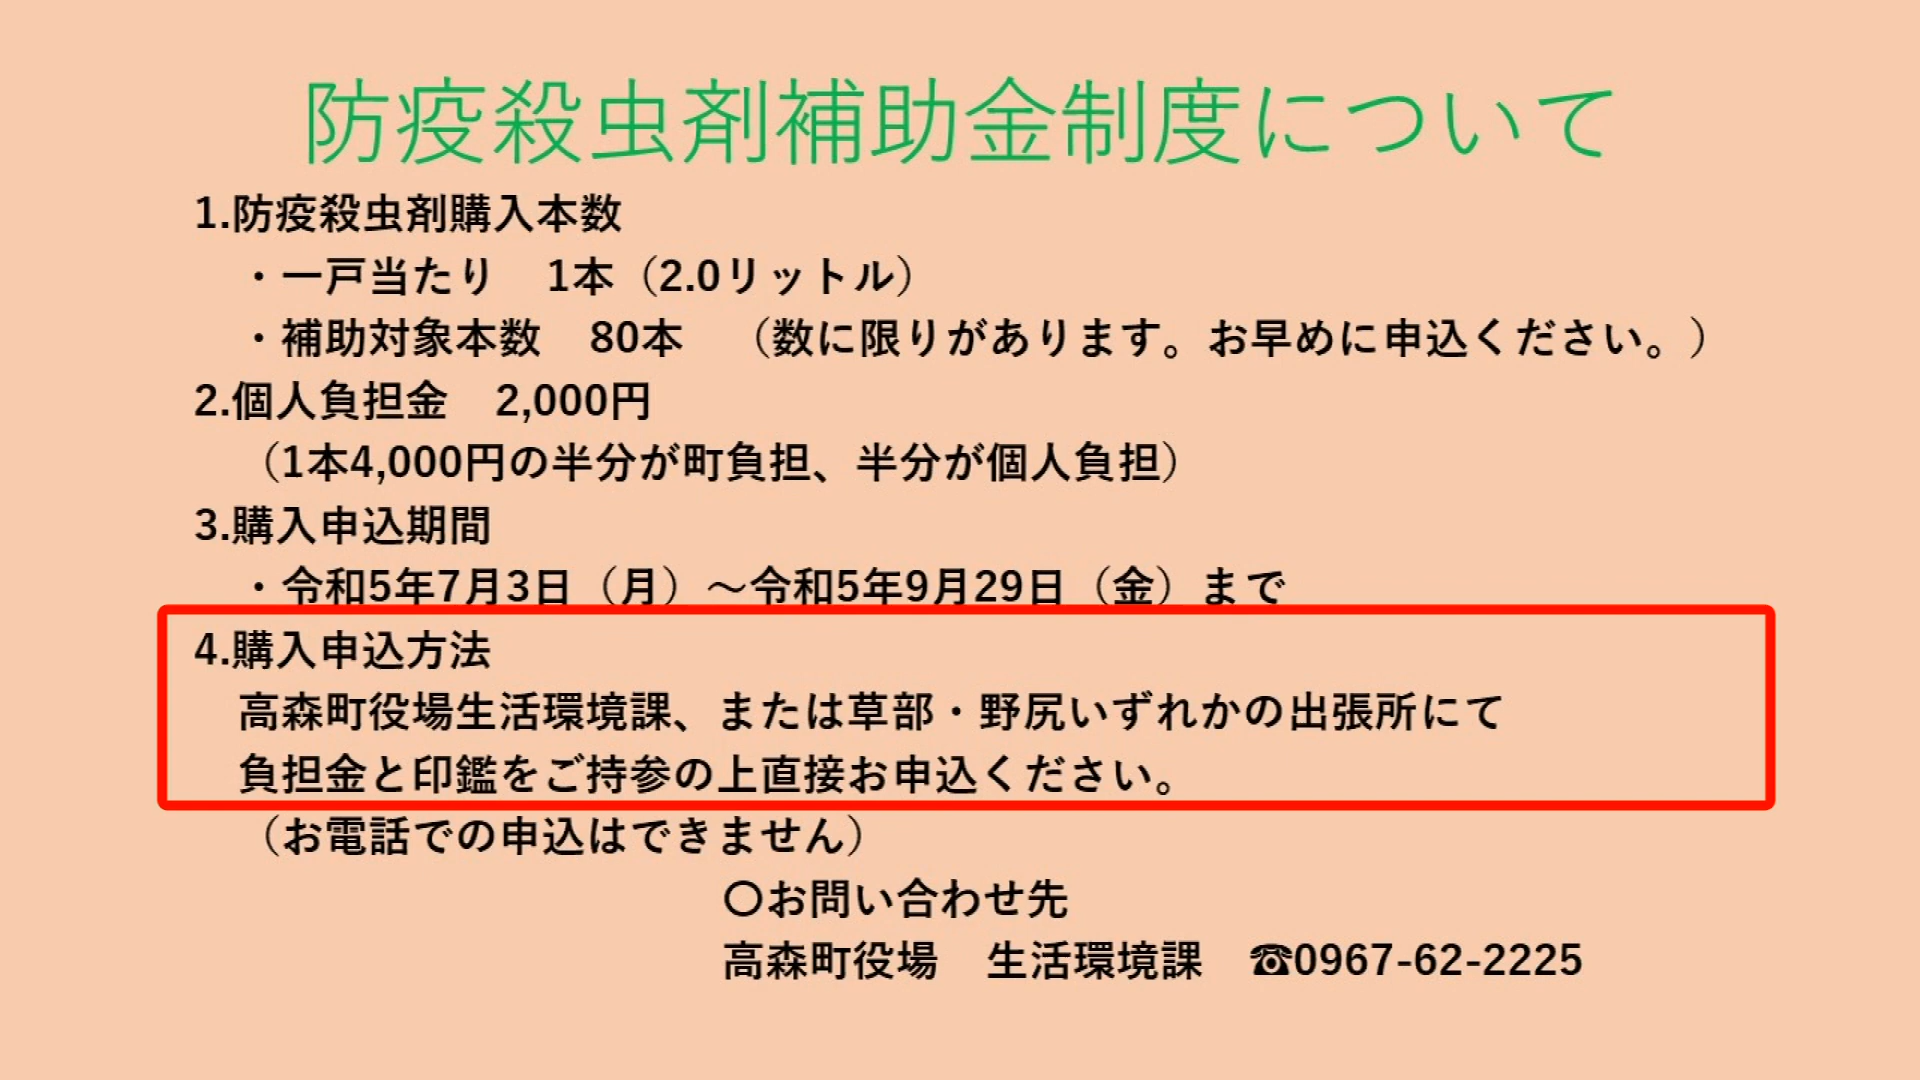 防疫殺虫剤補助金制度について
1.防疫殺虫剤購入本数
・一戸当たり　1本（2.0リットル）
・補助対象本数　80本　（数に限りがあります。お早めに申込ください。）
2.個人負担金　2,000円
（1本4,000円の半分が町負担、半分が個人負担）
3.購入申込期間
・令和5年7月3日（月）～令和5年9月29日（金）まで
4.購入申込方法
高森町役場生活環境課、または草部・野尻いずれかの出張所にて
負担金と印鑑をご持参の上直接お申込ください。
（お電話での申込はできません）
〇お問い合わせ先
高森町役場　生活環境課　☎0967-62-2225